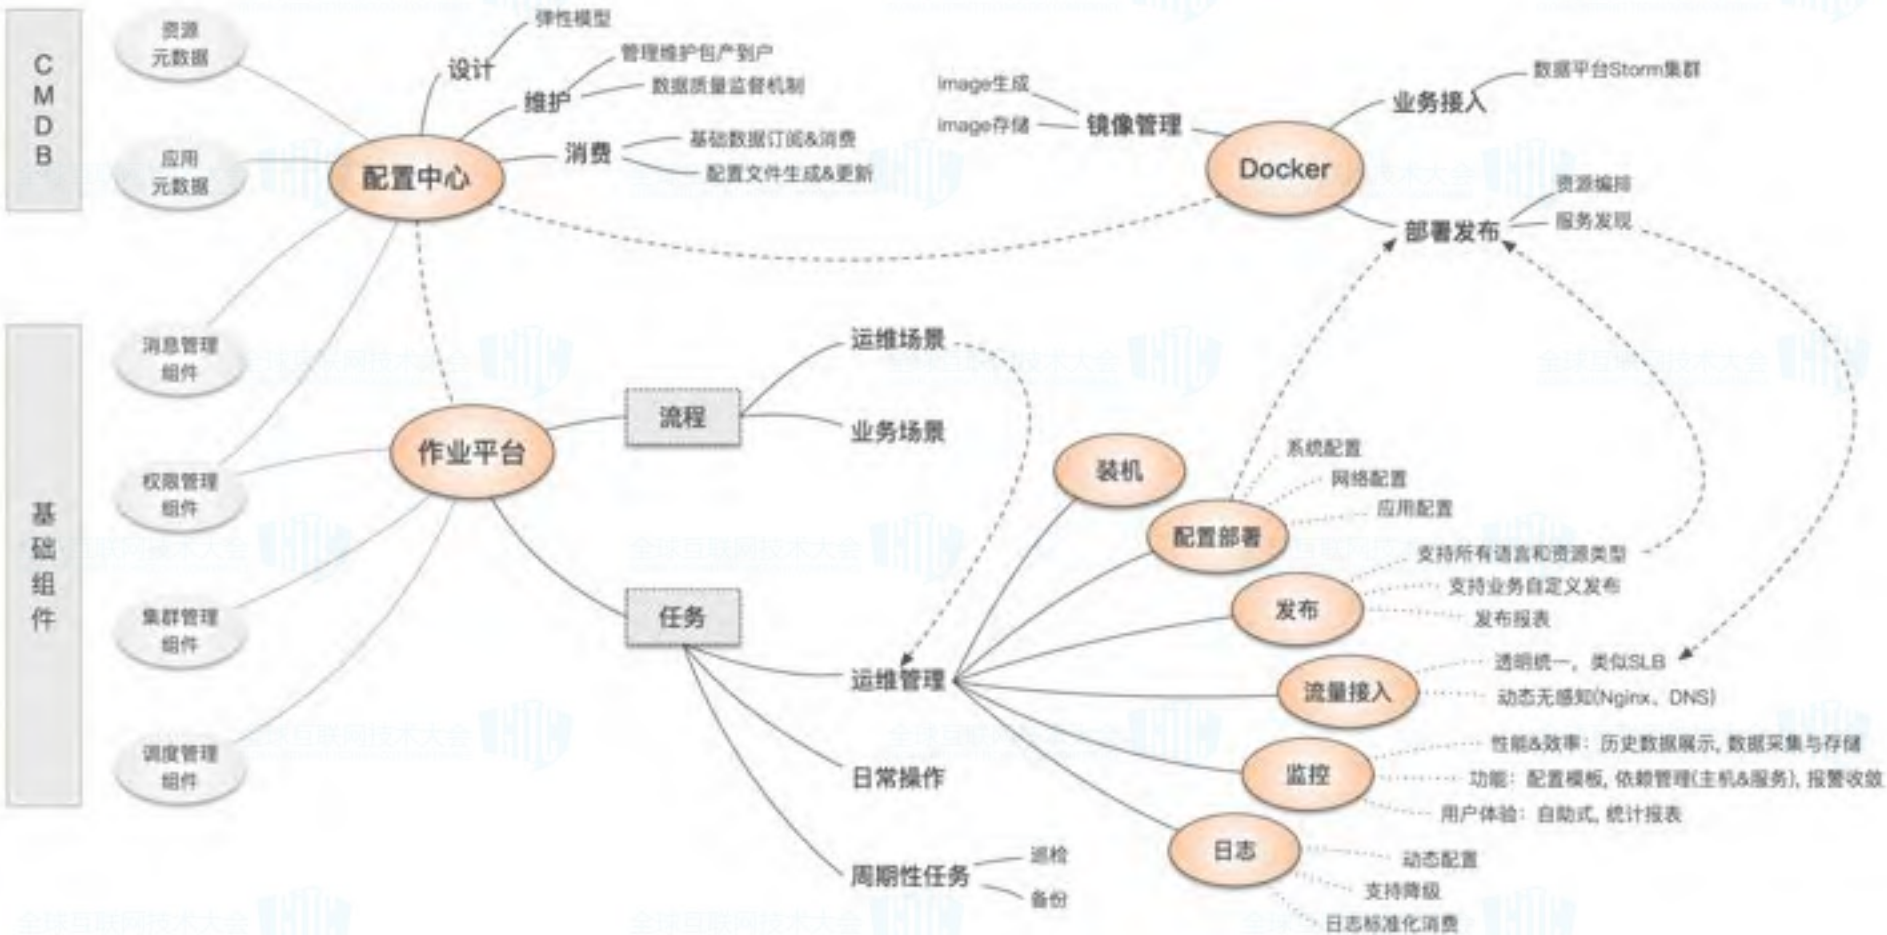 CMDB
资源
元数据
应用
元数据
配置中心
设计
弹性模型
维护
管理维护包产到户
数据质量监督机制
消费
基础数据订阅&消费
配置文件生成&更新
image生成
image存储
镜像管理
Docker
业务接入
数据平台Storm集群
部署发布
资源编排
服务发现
基础组件
消息管理
组件
权限管理
组件
集群管理
组件
调度管理
组件
作业平台
流程
运维场景
业务场景
任务
运维管理
日常操作
周期性任务
巡检
备份
装机
配置部署
系统配置
网络配置
应用配置
发布
支持所有语言和资源类型
支持业务自定义发布
发布报表
流量接入
透明统一，类似SLB
动态无感知(Nginx、DNS)
监控
性能&效率：历史数据展示, 数据采集与存储
功能：配置模板, 依赖管理(主机&服务), 报警收敛
用户体验：自助式, 统计报表
日志
动态配置
支持降级
日志标准化消费
全球互联网技术大会